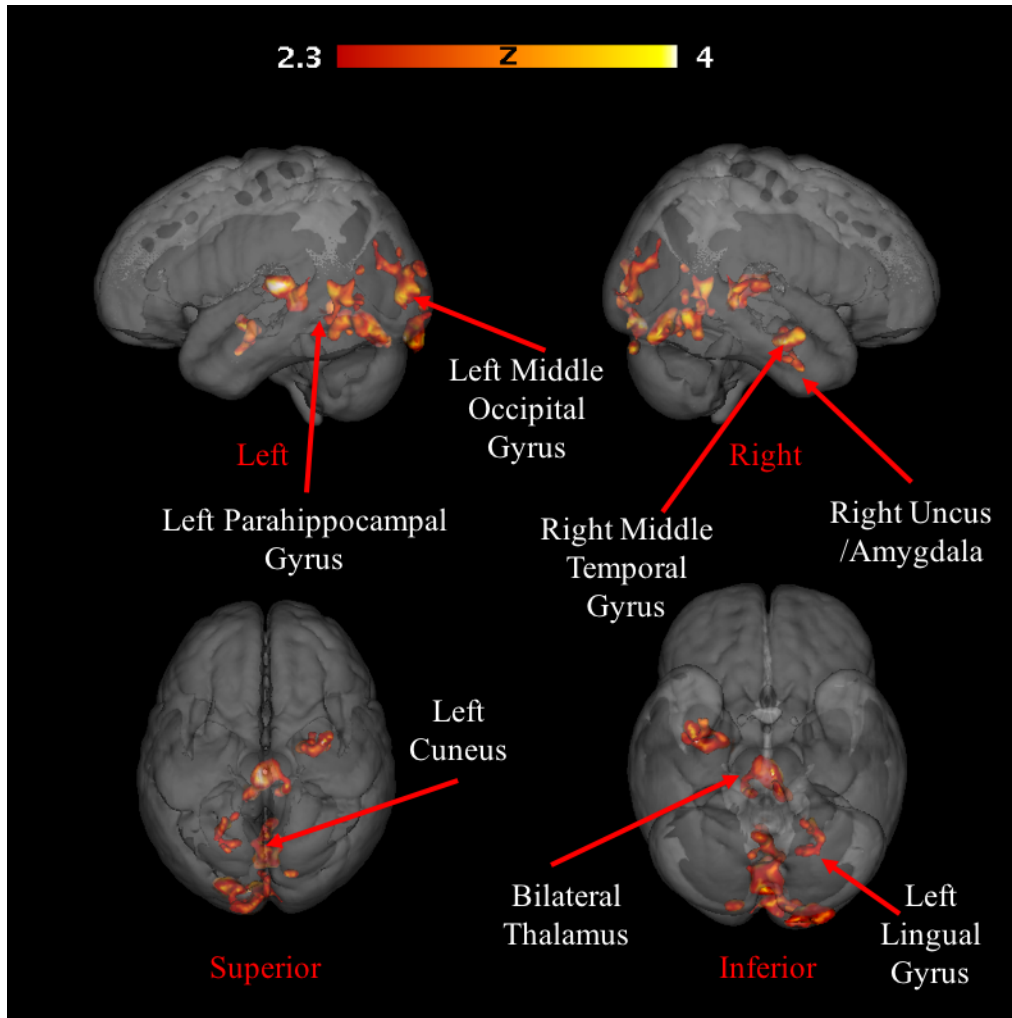 2.3 Z 4
Left Middle
Occipital
Gyrus
Left
Right
Left Parahippocampal
Gyrus
Right Middle
Temporal
Gyrus
Right Uncus
/Amygdala
Left
Cuneus
Bilateral
Thalamus
Left
Lingual
Gyrus
Superior
Inferior